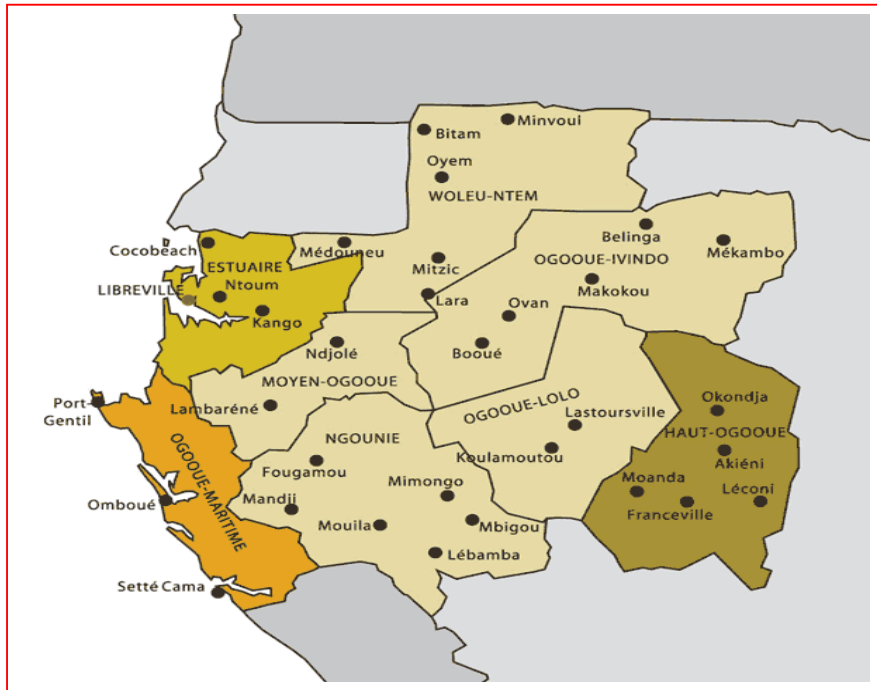 Minvoul
Bitam
Oyem
WOLEU-NTEM
Belinga
Cocobeach
Médouneu
Mékambo
ESTUAIRE
Mitzic
OGOOUE-IVINDO
Ntoum
LIBREVILLE
Makokou
Lara
Ovan
Kango
Ndjolé
Booué
MOYEN-OGOOUE
Okondja
Port-
Gentil
Lambaréné
OGOOUE-LOLO
Lastoursville
OGOOUE-MARITIME
NGOUNIE
HAUT-OGOOUE
Koulamoutou
Akiéni
Fougamou
Mimongo
Moanda
Léconi
Omboué
Mandji
Mouila
Mbigou
Franceville
Lébamba
Setté Cama